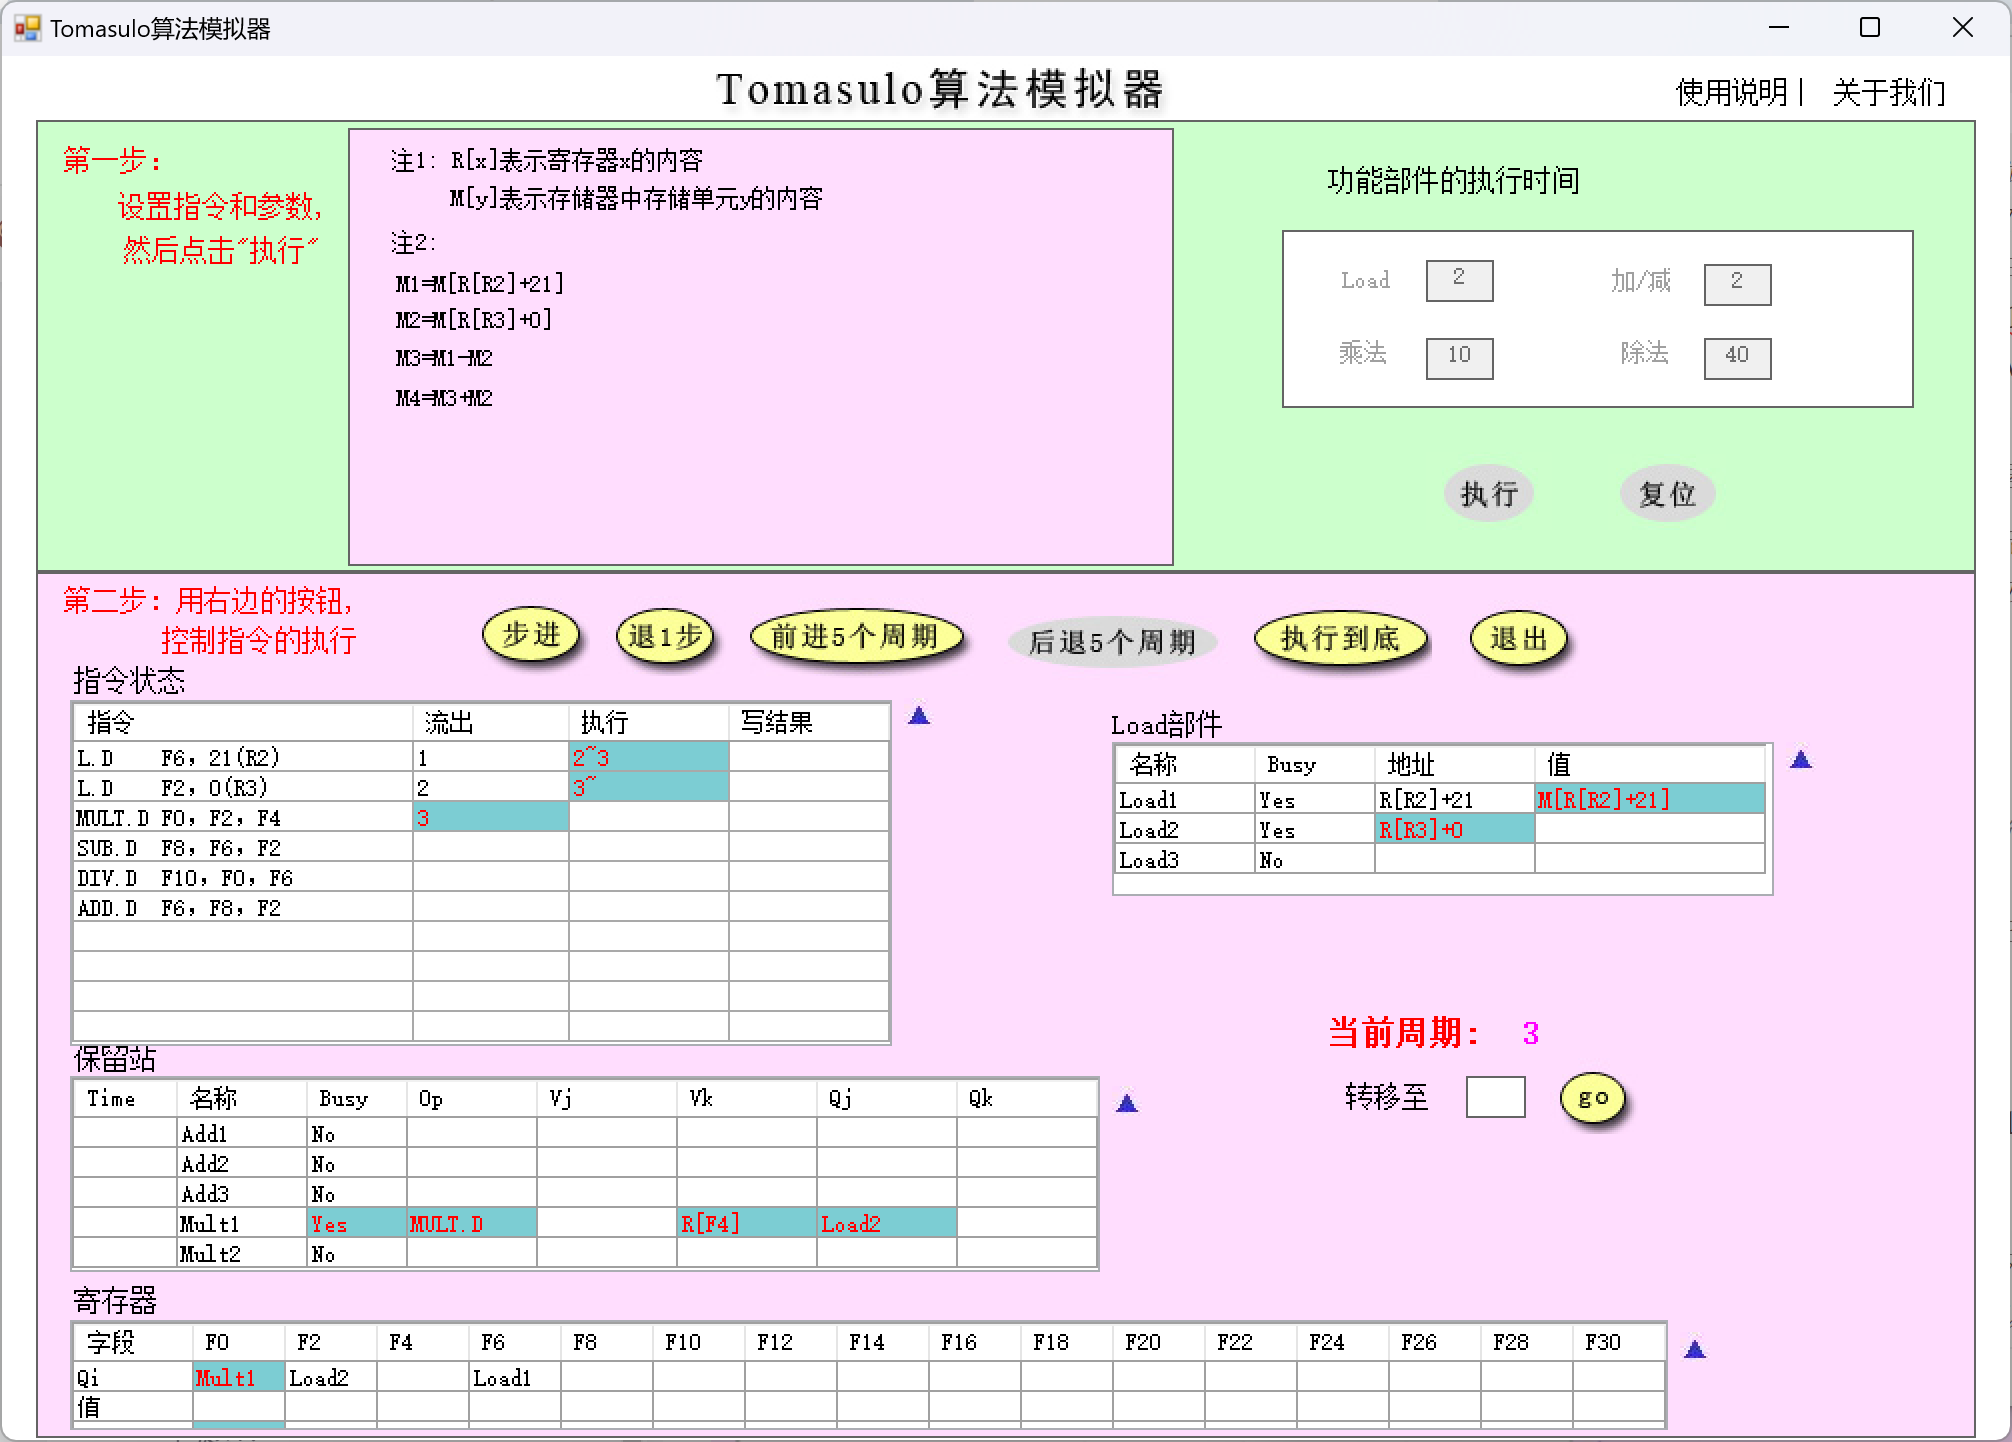 Tomasulo算法模拟器
Tomasulo算法模拟器
使用说明| 关于我们
第一步：
设置指令和参数,
然后点击"执行"
注1: R[x]表示寄存器x的内容
M[y]表示存储器中存储单元y的内容
注2:
M1=M[R[R2]+21]
M2=M[R[R3]+0]
M3=M1-M2
M4=M3+M2
功能部件的执行时间
Load 2 加/减 2
乘法 10 除法 40
执行 复位
第二步：用右边的按钮,
控制指令的执行
步进 退1步 前进5个周期 后退5个周期 执行到底 退出
指令状态
指令 流出 执行 写结果
L.D F6，21(R2) 1 2~3
L.D F2，0(R3) 2 3~
MULT.D F0，F2，F4 3
SUB.D F8，F6，F2
DIV.D F10，F0，F6
ADD.D F6，F8，F2
Load部件
名称 Busy 地址 值
Load1 Yes R[R2]+21 M[R[R2]+21]
Load2 Yes R[R3]+0
Load3 No
当前周期： 3
转移至 go
保留站
Time 名称 Busy Op Vj Vk Qj Qk
Add1 No
Add2 No
Add3 No
Mult1 Yes MULT.D R[F4] Load2
Mult2 No
寄存器
字段 F0 F2 F4 F6 F8 F10 F12 F14 F16 F18 F20 F22 F24 F26 F28 F30
Qi Mult1 Load2 Load1
值